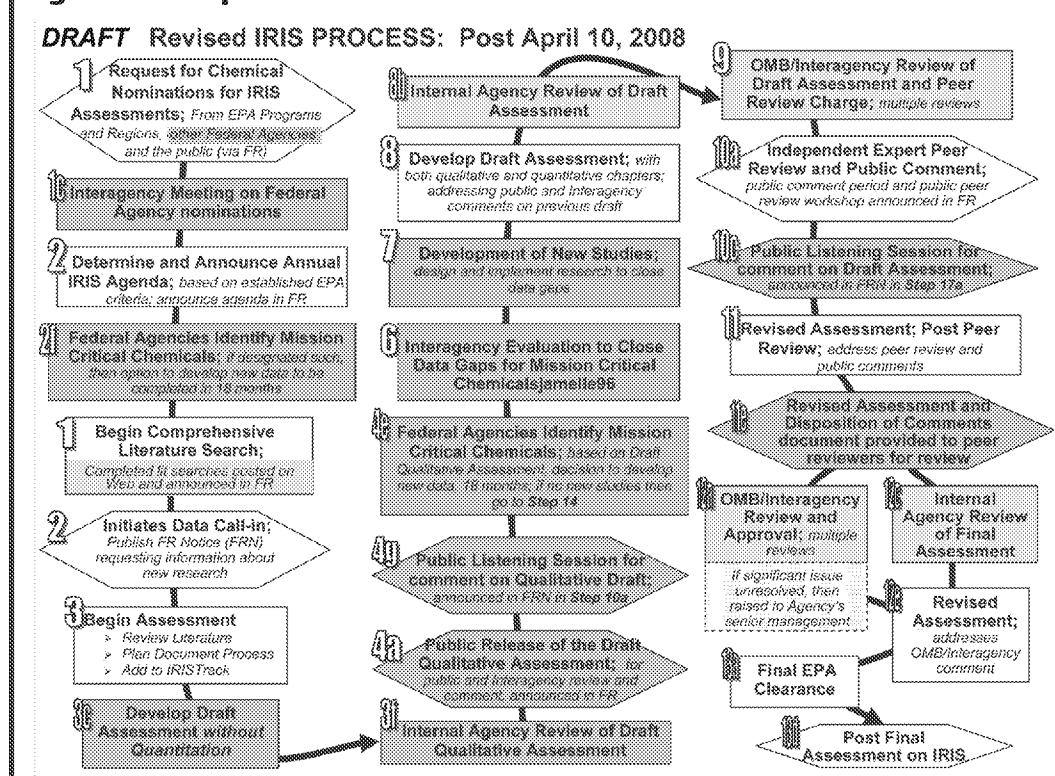 DRAFT Revised IRIS PROCESS: Post April 10, 2008
1
Request for Chemical
Nominations for IRIS
Assessments; From EPA Programs
and Regions, other Federal Agencies
and the public (via FR)
1c
Interagency Meeting on Federal
Agency nominations
2
Determine and Announce Annual
IRIS Agenda; based on established EPA
criteria; announce agenda in FR
2f
Federal Agencies Identify Mission
Critical Chemicals; if designated such,
then option to develop new data to be
completed in 18 months
1
Begin Comprehensive
Literature Search;
Completed lit searches posted on
Web and announced in FR
2
Initiates Data Call-in;
Publish FR Notice (FRN)
requesting information about
new research
3
Begin Assessment
➢ Review Literature
➢ Plan Document Process
➢ Add to IRISTrack
Develop Draft
Assessment without
Quantitation
Internal Agency Review of Draft
Qualitative Assessment
4a
Public Release of the Draft
Qualitative Assessment; for
public and Interagency review and
comment, announced in FR
4g
Public Listening Session for
comment on Qualitative Draft;
announced in FRN in Step 10a
4e
Federal Agencies Identify Mission
Critical Chemicals; based on Draft
Qualitative Assessment, decision to develop
new data, 18 months, if no new studies then
go to Step 14
6
Interagency Evaluation to Close
Data Gaps for Mission Critical
Chemicalsjamelle96
7
Development of New Studies;
design and implement research to close
data gaps
8
Develop Draft Assessment; with
both qualitative and quantitative chapters;
addressing public and Interagency
comments on previous draft
Internal Agency Review of Draft
Assessment
9
OMB/Interagency Review of
Draft Assessment and Peer
Review Charge; multiple reviews
10a
Independent Expert Peer
Review and Public Comment;
public comment period and public peer
review workshop announced in FR
10c
Public Listening Session for
comment on Draft Assessment;
announced in FRN in Step 17a
11
Revised Assessment; Post Peer
Review; address peer review and
public comments
Revised Assessment and
Disposition of Comments
document provided to peer
reviewers for review
OMB/Interagency
Review and
Approval; multiple
reviews
If significant issue
unresolved, then
raised to Agency's
senior management
Internal
Agency Review
of Final
Assessment
Revised
Assessment;
addresses
OMB/Interagency
comment
Final EPA
Clearance
Post Final
Assessment on IRIS